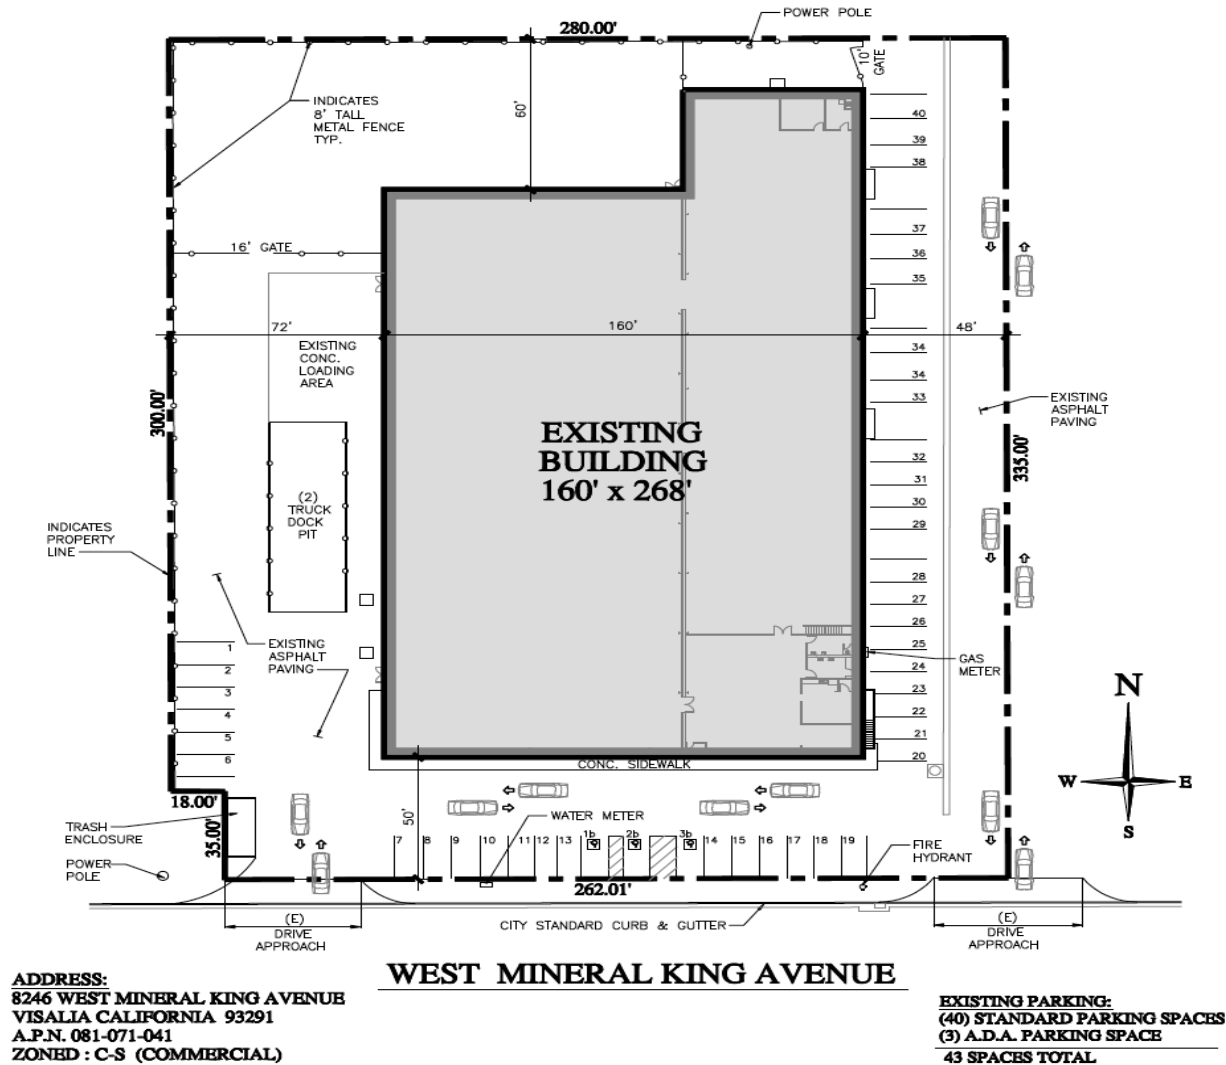 280.00'
POWER POLE
10'
GATE
INDICATES
8' TALL
METAL FENCE
TYP.
60'
40
39
38
16' GATE
37
36
35
72'
160'
48'
EXISTING
CONC.
LOADING
AREA
34
34
33
300.00'
EXISTING
ASPHALT
PAVING
EXISTING
BUILDING
160' x 268'
335.00'
32
31
30
29
(2)
TRUCK
DOCK
PIT
INDICATES
PROPERTY
LINE
28
27
26
25
24
23
22
21
20
EXISTING
ASPHALT
PAVING
GAS
METER
1
2
3
4
5
6
N
W
E
S
CONC. SIDEWALK
18.00'
35.00'
50'
TRASH
ENCLOSURE
WATER METER
POWER
POLE
7
8
9
10
11
12
13
1b
2b
3b
14
15
16
17
18
19
FIRE
HYDRANT
262.01'
(E)
DRIVE
APPROACH
CITY STANDARD CURB & GUTTER
(E)
DRIVE
APPROACH
WEST MINERAL KING AVENUE
ADDRESS:
8246 WEST MINERAL KING AVENUE
VISALIA CALIFORNIA 93291
A.P.N. 081-071-041
ZONED : C-S (COMMERCIAL)
EXISTING PARKING:
(40) STANDARD PARKING SPACES
(3) A.D.A. PARKING SPACE
43 SPACES TOTAL